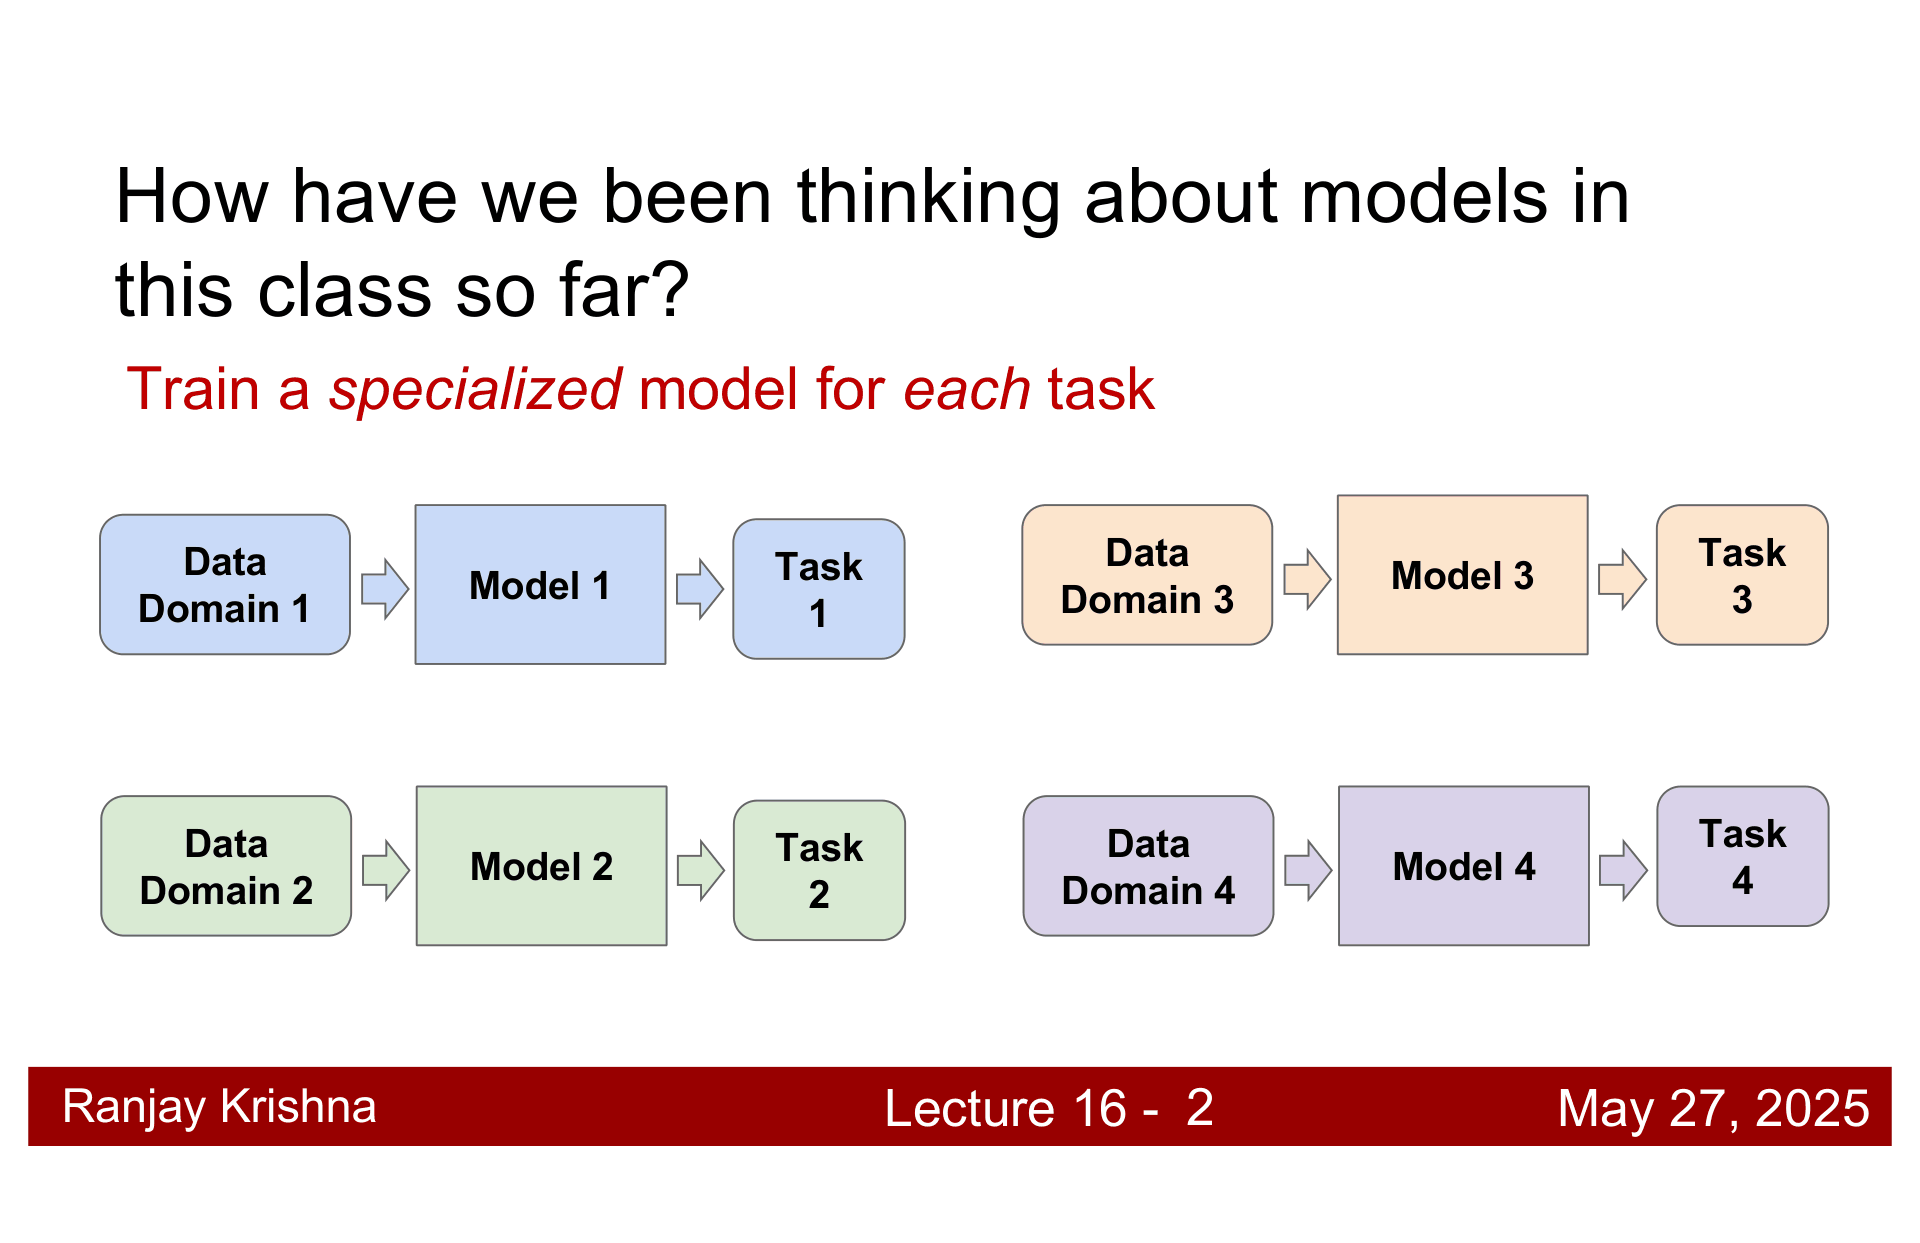 How have we been thinking about models in
this class so far?
Train a specialized model for each task
Data
Domain 1
Model 1
Task
1
Data
Domain 3
Model 3
Task
3
Data
Domain 2
Model 2
Task
2
Data
Domain 4
Model 4
Task
4
Ranjay Krishna
Lecture 16 - 2
May 27, 2025